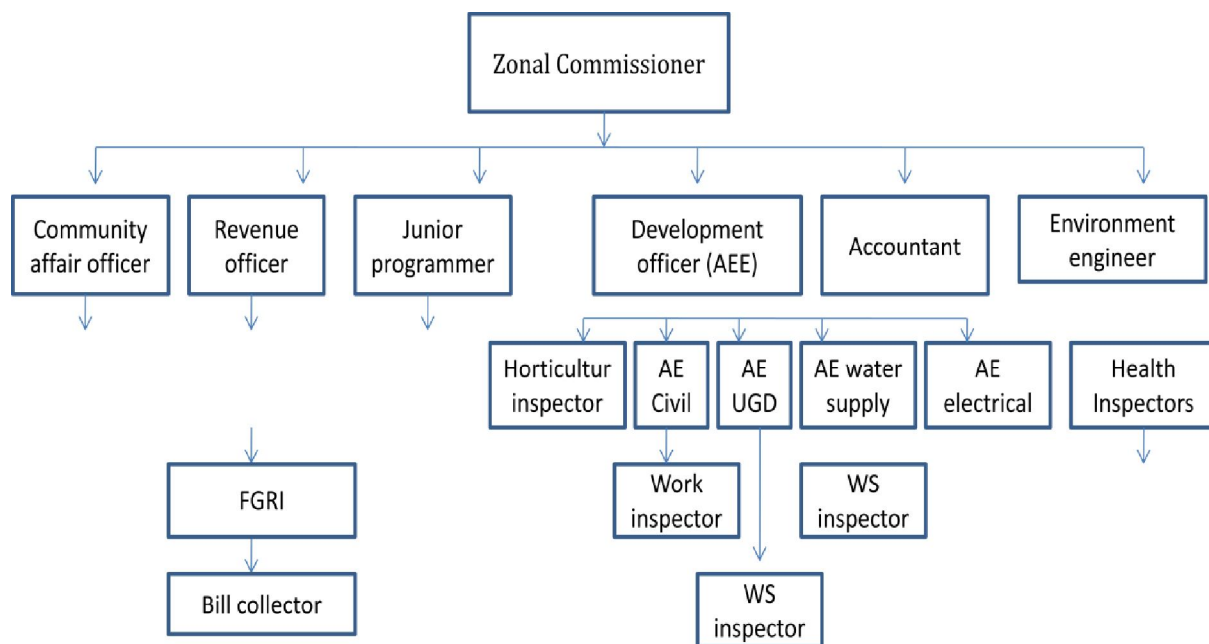 Zonal Commissioner
Community
affair officer
Revenue
officer
Junior
programmer
Development
officer (AEE)
Accountant
Environment
engineer
Horticultur
inspector
AE
Civil
AE
UGD
AE water
supply
AE
electrical
Health
Inspectors
FGRI
Work
inspector
WS
inspector
Bill collector
WS
inspector